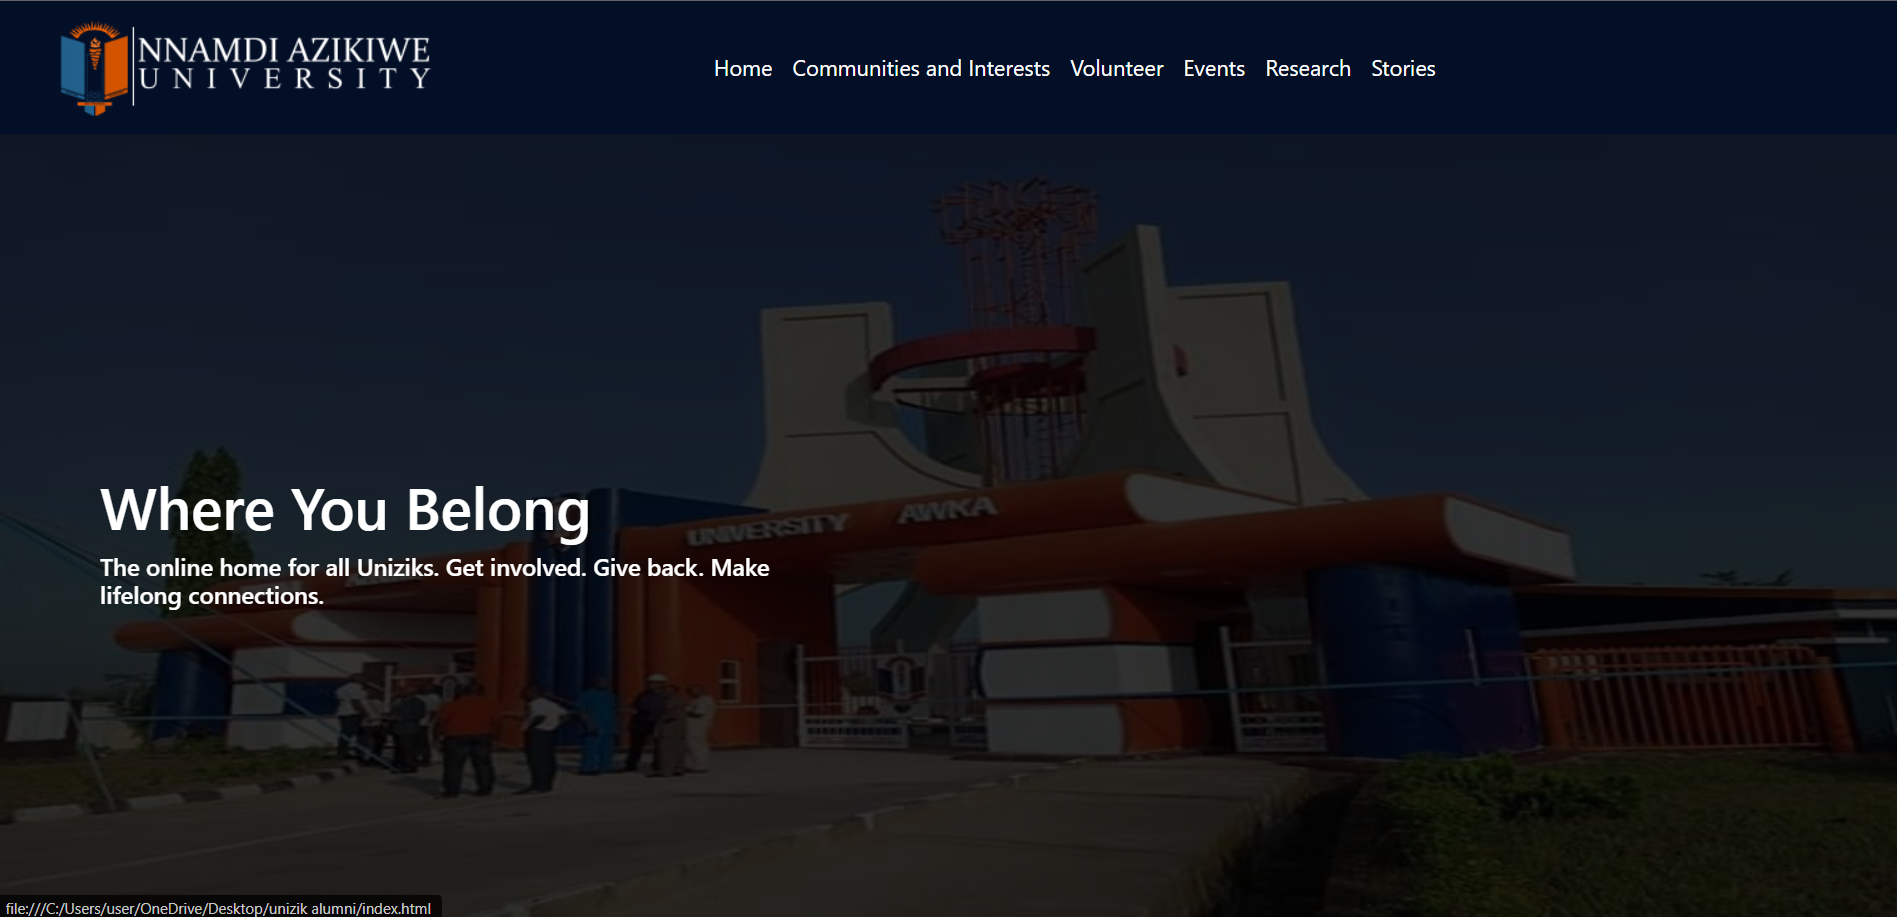 NNAMDI AZIKIWE
UNIVERSITY
Home Communities and Interests Volunteer Events Research Stories
UNIVERSITY AWKA
Where You Belong
The online home for all Uniziks. Get involved. Give back. Make
lifelong connections.
file:///C:/Users/user/OneDrive/Desktop/unizik alumni/index.html